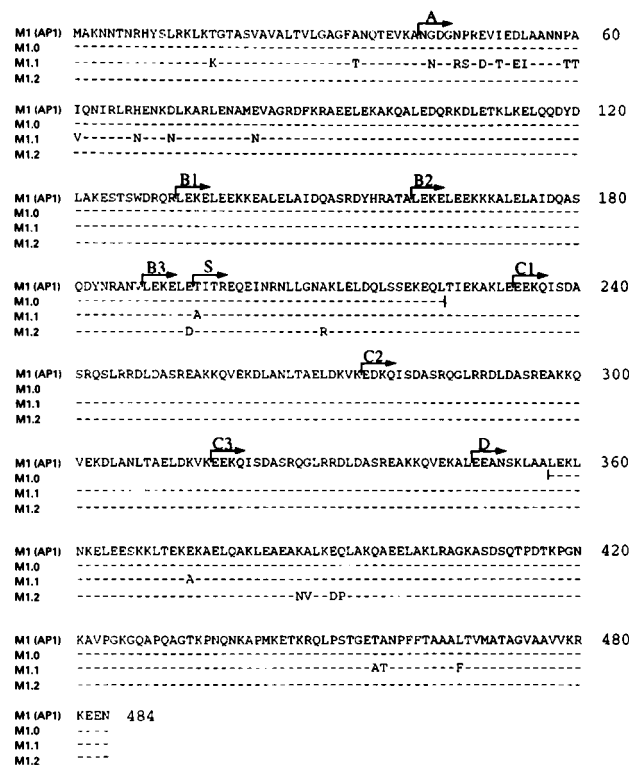 A
M1 (AP1) MAKNNTNRHYSLRKLKTGTASVAVALTVLGAGFANQTEVKANGDGNPREVIEDLAANNPA 60
M1.0 ------------------------------------------------------------
M1.1 ----------------K----------------T--------N--RS-D-T-EI----TT
M1.2 ------------------------------------------------------------
M1 (AP1) IQNIRLRHENKDLKARLENAMEVAGRDFKRAEELEKAKQALEDQRKDLETKLKELQQDYD 120
M1.0 ------------------------------------------------------------
M1.1 V------N---N---------N--------------------------------------
M1.2 ------------------------------------------------------------
B1 B2
M1 (AP1) LAKESTSWDRQRLEKELEEKKEALELAIDQASRDYHRATALEKELEEKKKALELAIDQAS 180
M1.0 ------------------------------------------------------------
M1.1 ------------------------------------------------------------
M1.2 ------------------------------------------------------------
B3 S C1
M1 (AP1) QDYNRANVLEKELETITREQEINRNLLGNAKLELDQLSSEKEQLTIEKAKLEEEKQISDA 240
M1.0 --------------------------------------------|
M1.1 --------------A---------------------------------------------
M1.2 -------------D---------------R------------------------------
C2
M1 (AP1) SRQSLRRDLDASREAKKQVEKDLANLTAELDKVKEDKQISDASRQGLRRDLDASREAKKQ 300
M1.0
M1.1 ------------------------------------------------------------
M1.2 ------------------------------------------------------------
C3 D
M1 (AP1) VEKDLANLTAELDKVKEEKQISDASRQGLRRDLDASREAKKQVEKALEEANSKLAALEKL 360
M1.0 |----
M1.1 ------------------------------------------------------------
M1.2 ------------------------------------------------------------
M1 (AP1) NKELEESKKLTEKEKAELQAKLEAEAKALKEQLAKQAEELAKLRAGKASDSQTPDTKPGN 420
M1.0 ------------------------------------------------------------
M1.1 -------------A----------------------------------------------
M1.2 --------------------------NV--DP----------------------------
M1 (AP1) KAVPGKGQAPQAGTKPNQNKAPMKETKRQLPSTGETANPFFTAAALTVMATAGVAAVVKR 480
M1.0 ------------------------------------------------------------
M1.1 -----------------------------------AT--------F--------------
M1.2 ------------------------------------------------------------
M1 (AP1) KEEN 484
M1.0 ----
M1.1 ----
M1.2 ----